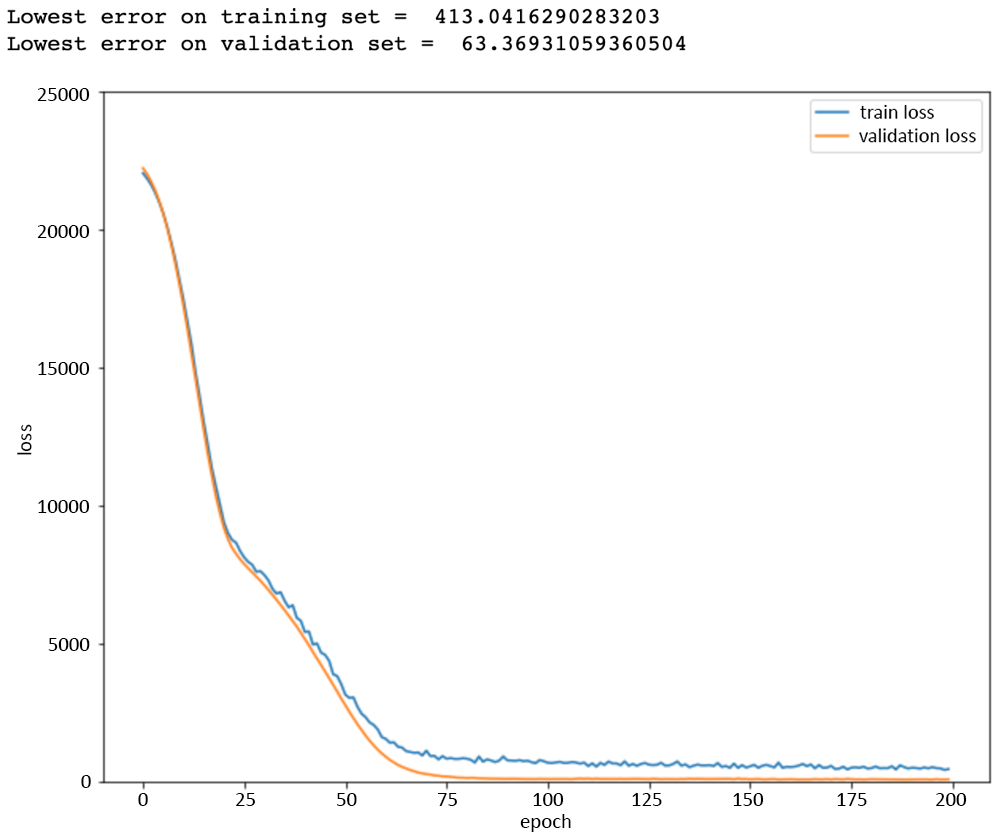 Lowest error on training set =  413.0416290283203
Lowest error on validation set =  63.36931059360504
25000
20000
15000
10000
5000
0
loss
train loss
validation loss
0 25 50 75 100 125 150 175 200
epoch